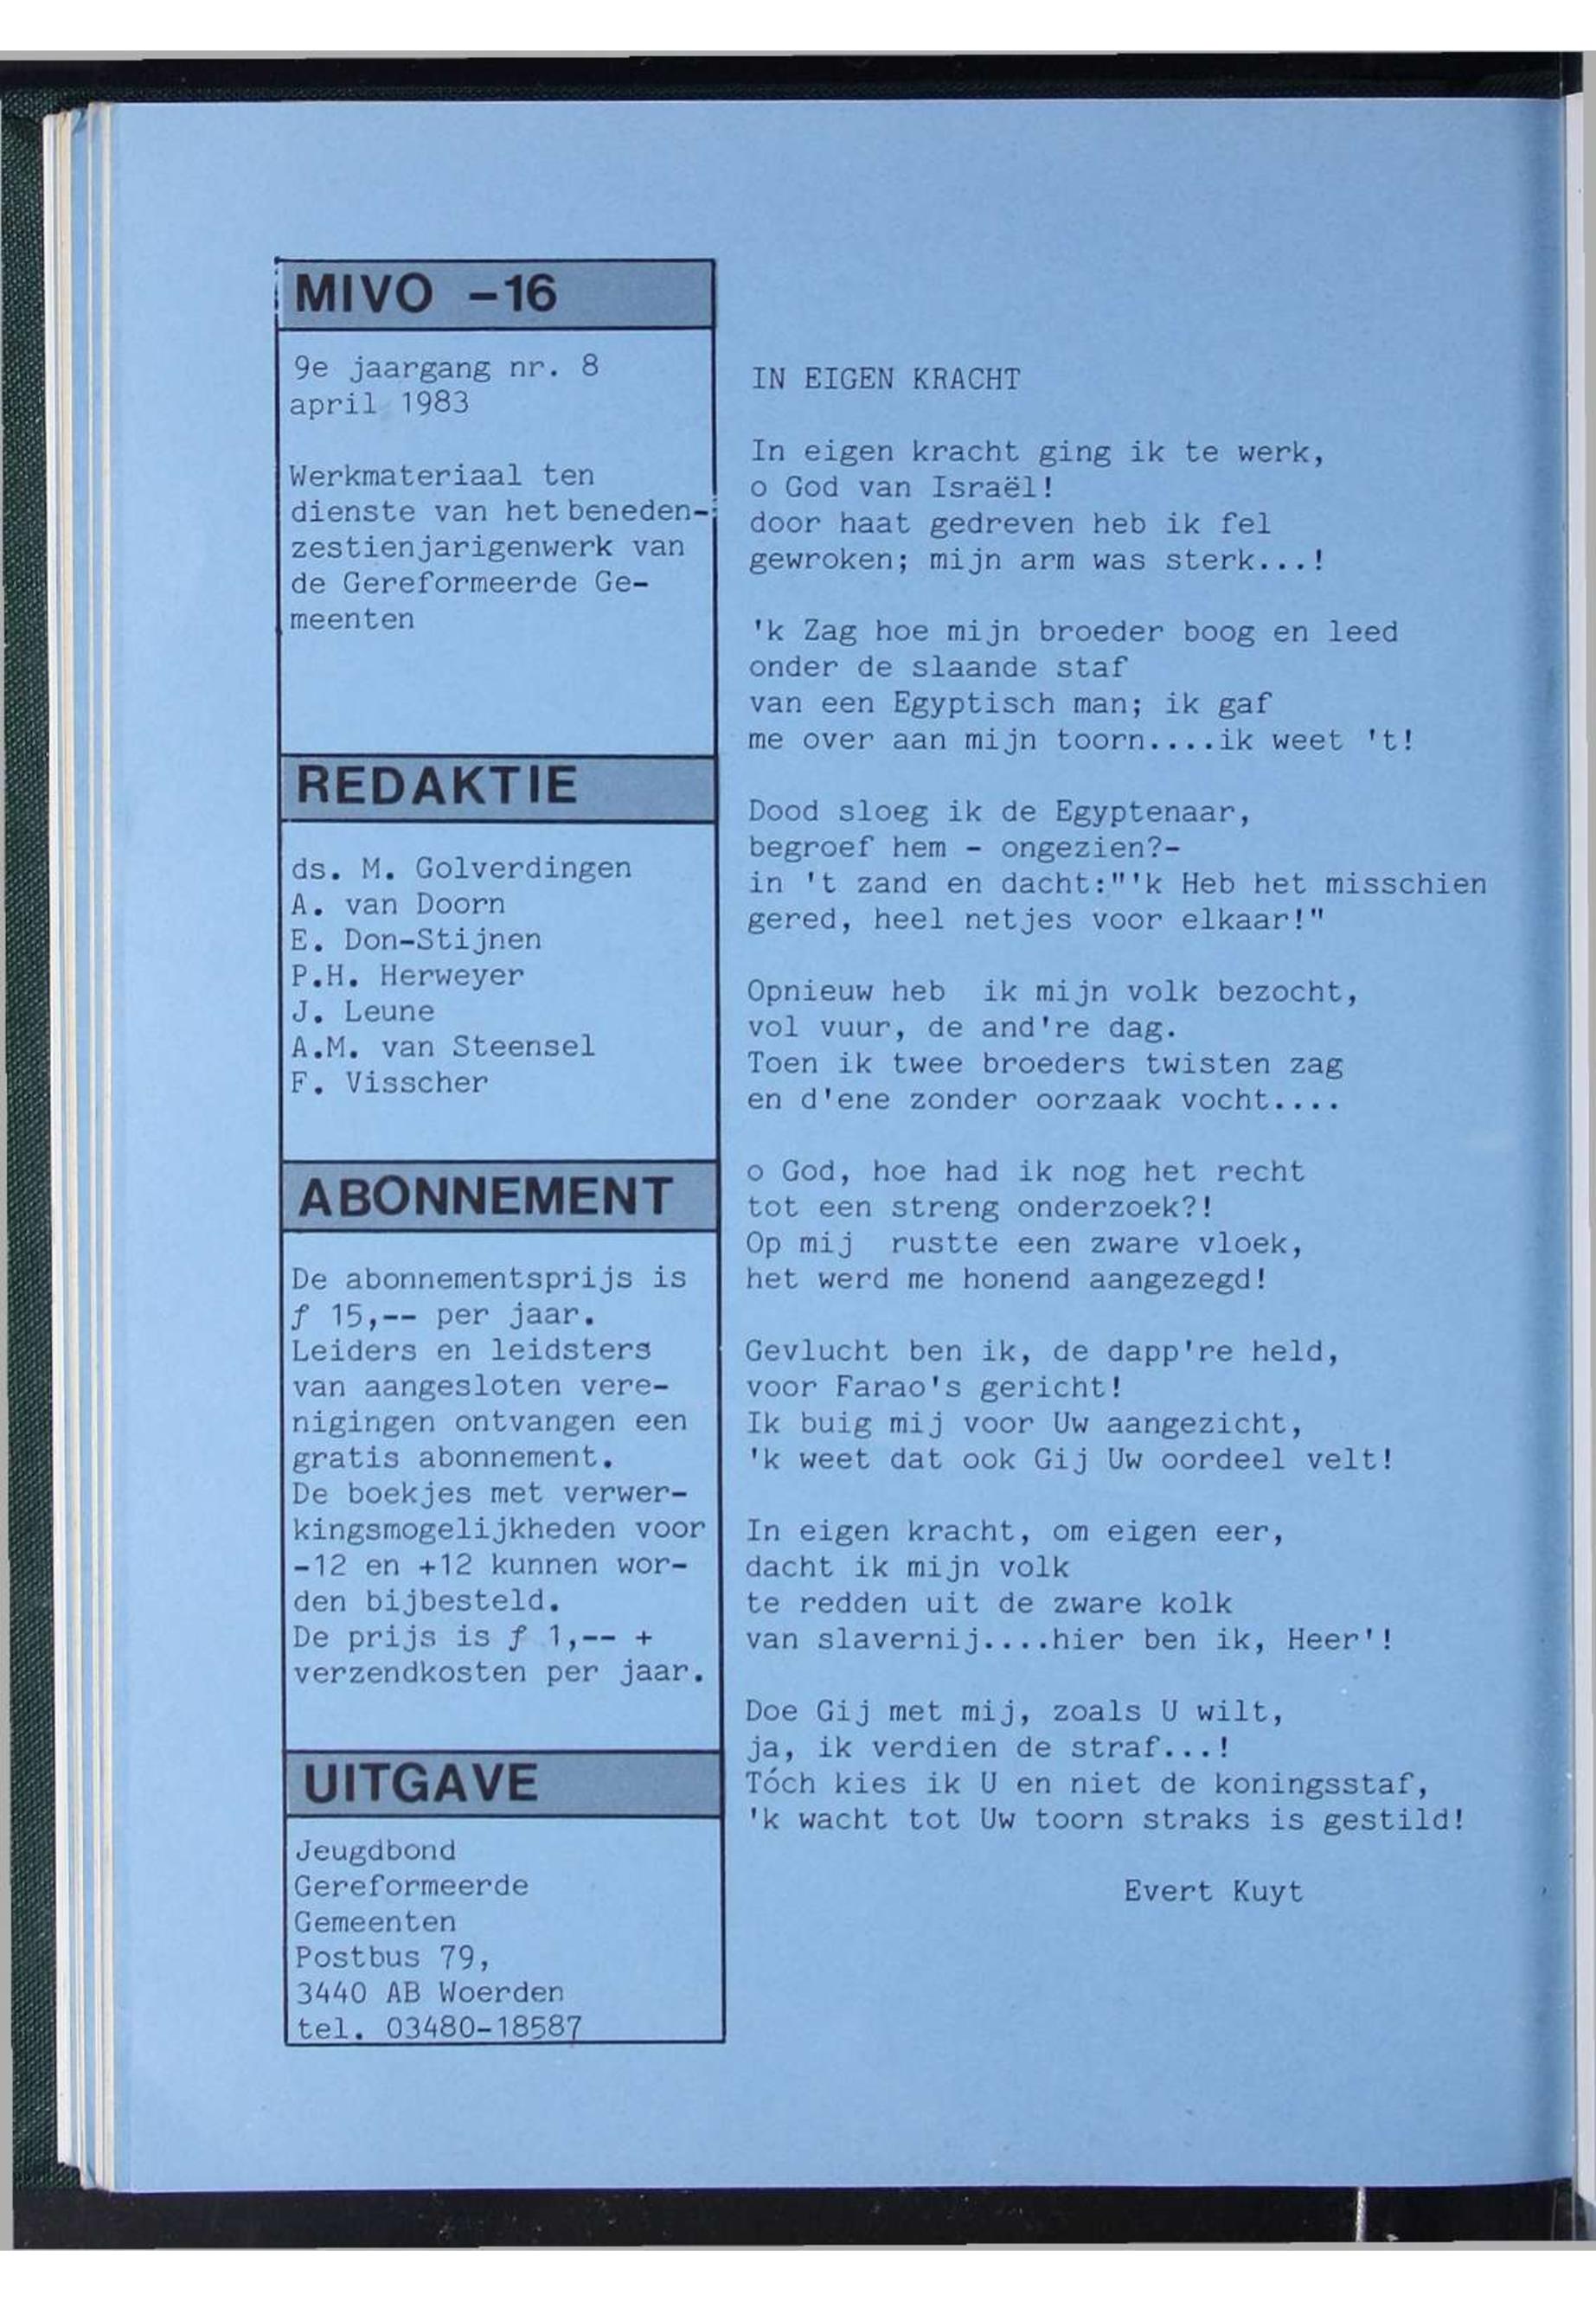 MIVO -16
9e jaargang nr. 8
april 1983
Werkmateriaal ten
dienste van het beneden-
zestienjarigenwerk van
de Gereformeerde Ge-
meenten
REDAKTIE
ds. M. Golverdingen
A. van Doorn
E. Don-Stijnen
P.H. Herweyer
J. Leune
A.M. van Steensel
F. Visscher
ABONNEMENT
De abonnementsprijs is
ƒ 15,-- per jaar.
Leiders en leidsters
van aangesloten vere-
nigingen ontvangen een
gratis abonnement.
De boekjes met verwer-
kingsmogelijkheden voor
-12 en +12 kunnen wor-
den bijbesteld.
De prijs is ƒ 1,-- +
verzendkosten per jaar.
UITGAVE
Jeugdbond
Gereformeerde
Gemeenten
Postbus 79,
3440 AB Woerden
tel. 03480-18587
IN EIGEN KRACHT
In eigen kracht ging ik te werk,
o God van Israël!
door haat gedreven heb ik fel
gewroken; mijn arm was sterk...!
'k Zag hoe mijn broeder boog en leed
onder de slaande staf
van een Egyptisch man; ik gaf
me over aan mijn toorn....ik weet 't!
Dood sloeg ik de Egyptenaar,
begroef hem - ongezien?-
in 't zand en dacht:"'k Heb het misschien
gered, heel netjes voor elkaar!"
Opnieuw heb ik mijn volk bezocht,
vol vuur, de and're dag.
Toen ik twee broeders twisten zag
en d'ene zonder oorzaak vocht....
o God, hoe had ik nog het recht
tot een streng onderzoek?!
Op mij rustte een zware vloek,
het werd me honend aangezegd!
Gevlucht ben ik, de dapp're held,
voor Farao's gericht!
Ik buig mij voor Uw aangezicht,
'k weet dat ook Gij Uw oordeel velt!
In eigen kracht, om eigen eer,
dacht ik mijn volk
te redden uit de zware kolk
van slavernij....hier ben ik, Heer'!
Doe Gij met mij, zoals U wilt,
ja, ik verdien de straf...!
Tóch kies ik U en niet de koningsstaf,
'k wacht tot Uw toorn straks is gestild!
Evert Kuyt